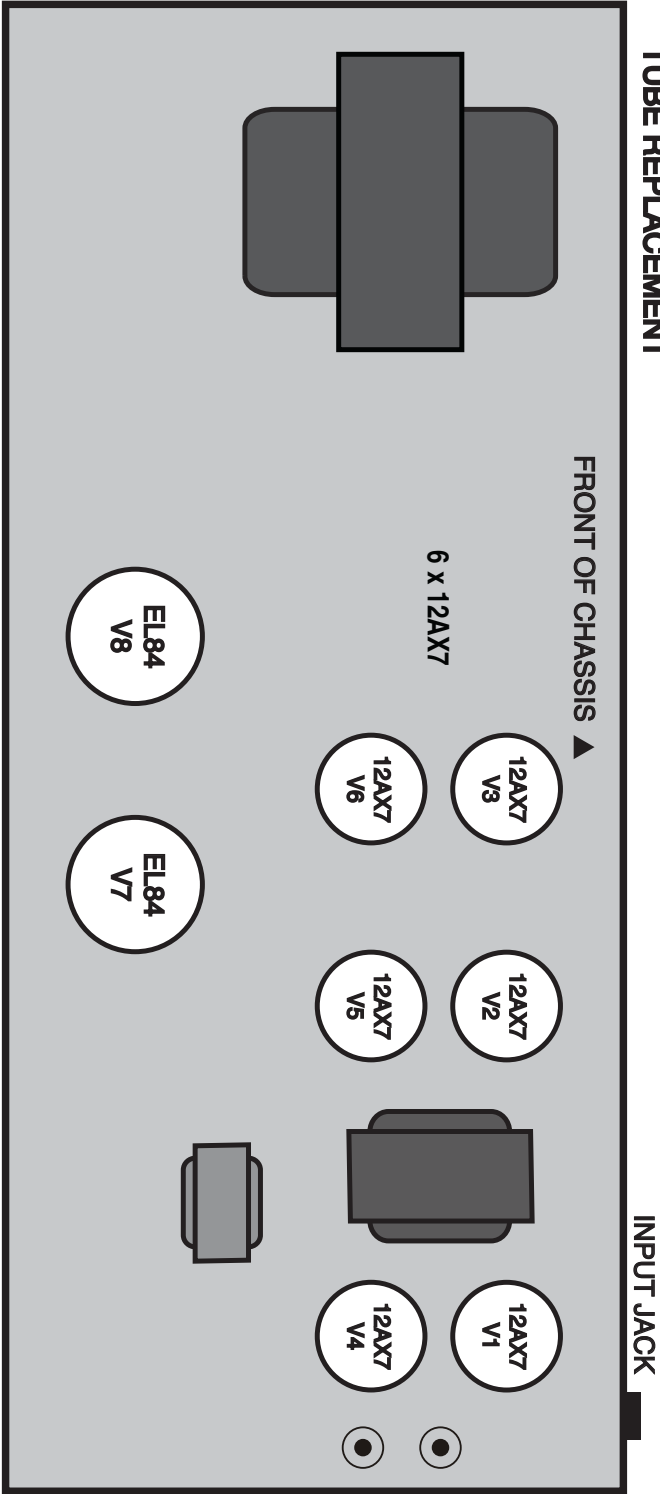 TUBE REPLACEMENT
FRONT OF CHASSIS ▲
INPUT JACK
6 x 12AX7
12AX7
V3
12AX7
V2
12AX7
V1
12AX7
V6
12AX7
V5
12AX7
V4
EL84
V8
EL84
V7